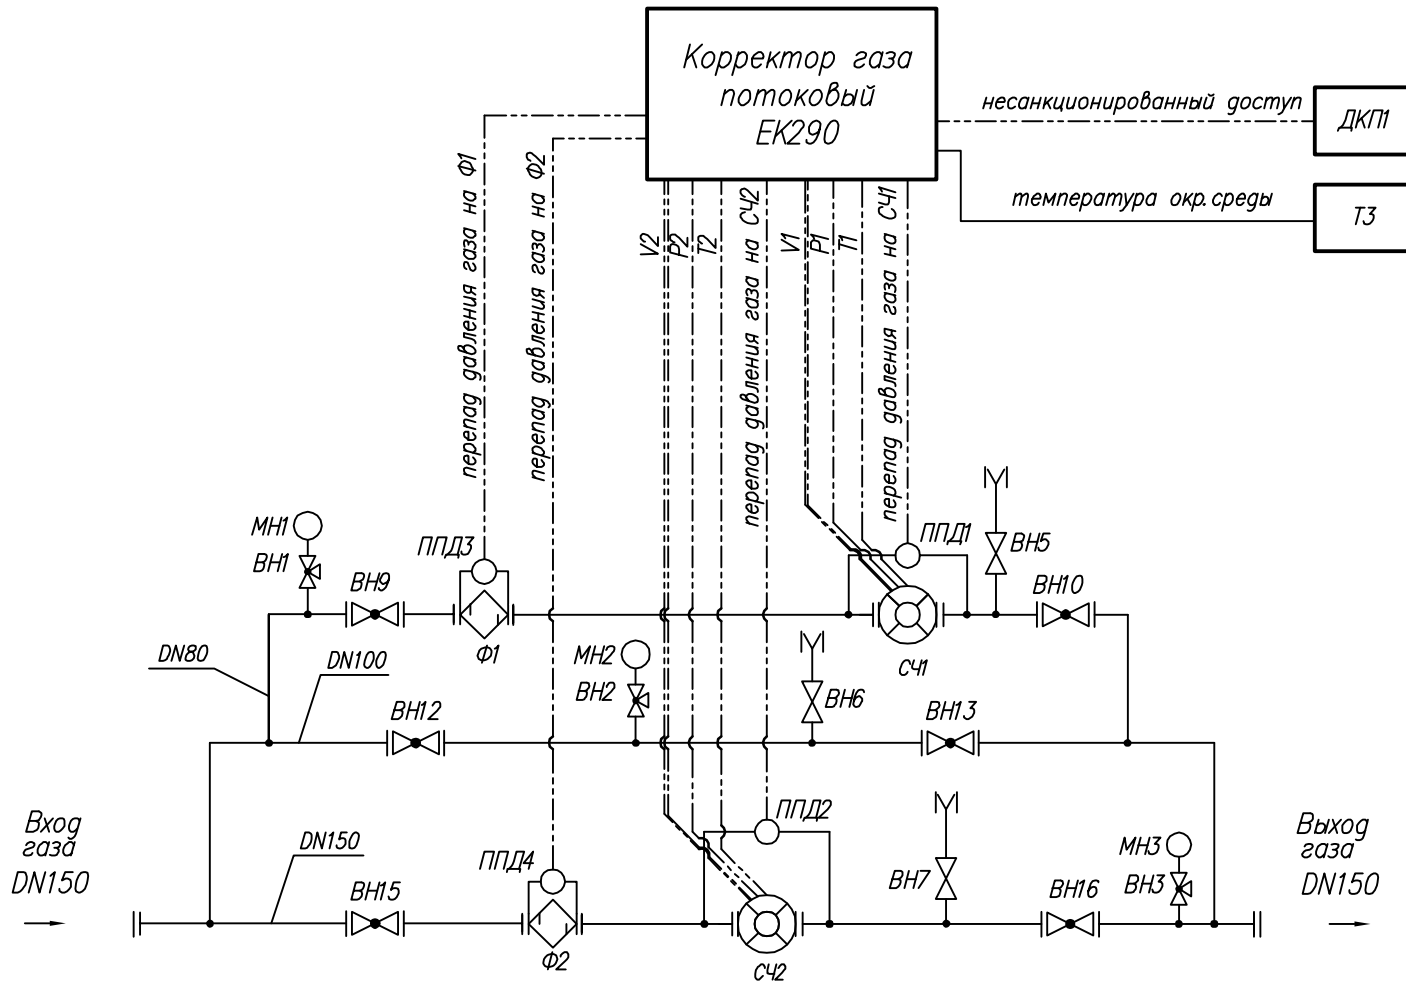 Корректор газа
потоковый
ЕК290
несанкционированный доступ
ДКП1
температура окр.среды
Т3
перепад давления газа на Ф1
перепад давления газа на Ф2
V2
P2
T2
перепад давления газа на СЧ2
V1
P1
T1
перепад давления газа на СЧ1
МН1
ВН1
ВН9
ППД3
Ф1
ППД1
ВН5
ВН10
СЧ1
DN80
DN100
ВН12
МН2
ВН2
ВН6
ВН13
Вход
газа
DN150
DN150
ВН15
ППД4
Ф2
ППД2
СЧ2
ВН7
ВН16
МН3
ВН3
Выход
газа
DN150